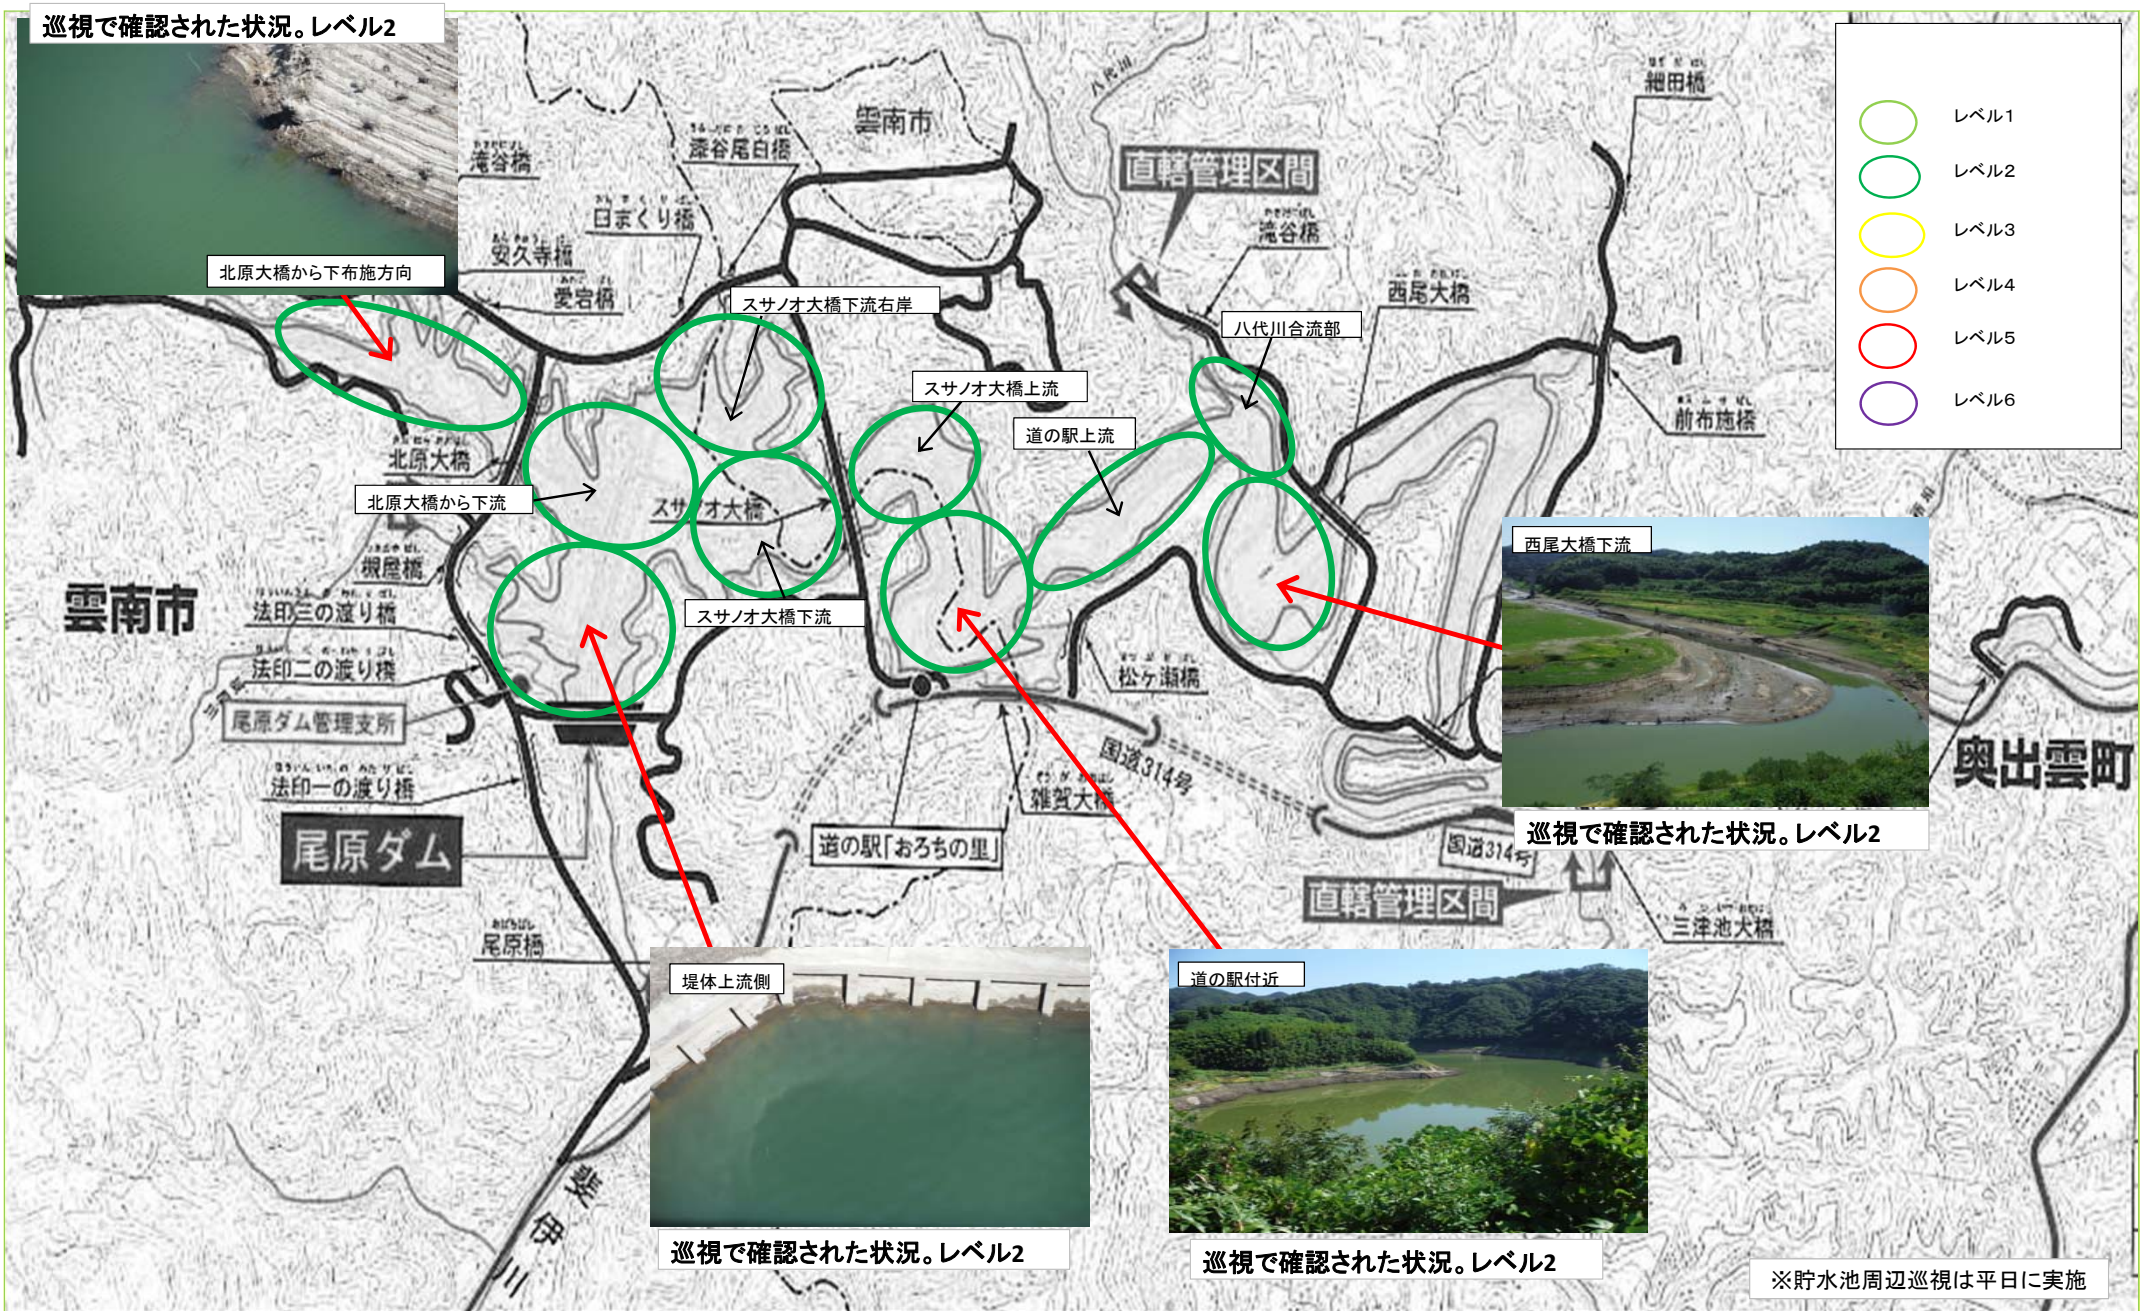 巡視で確認された状況。レベル2
北原大橋から下布施方向
滝谷橋
安久寺橋
愛宕橋
日まくり橋
漆谷尾白橋
雲南市
八代川
直轄管理区間
滝谷橋
西尾大橋
細田橋
前布施橋
レベル1
レベル2
レベル3
レベル4
レベル5
レベル6
スサノオ大橋下流右岸
八代川合流部
スサノオ大橋上流
道の駅上流
北原大橋
北原大橋から下流
スサノオ大橋
スサノオ大橋下流
槻屋橋
雲南市
法印三の渡り橋
法印二の渡り橋
尾原ダム管理支所
法印一の渡り橋
尾原ダム
尾原橋
松ヶ瀬橋
国道314号
雑賀大橋
道の駅「おろちの里」
西尾大橋下流
巡視で確認された状況。レベル2
国道314号
直轄管理区間
三津池大橋
奥出雲町
堤体上流側
巡視で確認された状況。レベル2
道の駅付近
巡視で確認された状況。レベル2
斐伊川
※貯水池周辺巡視は平日に実施